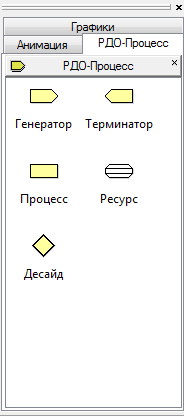 Графики
Анимация РДО-Процесс
РДО-Процесс
Генератор Терминатор
Процесс Ресурс
Десайд